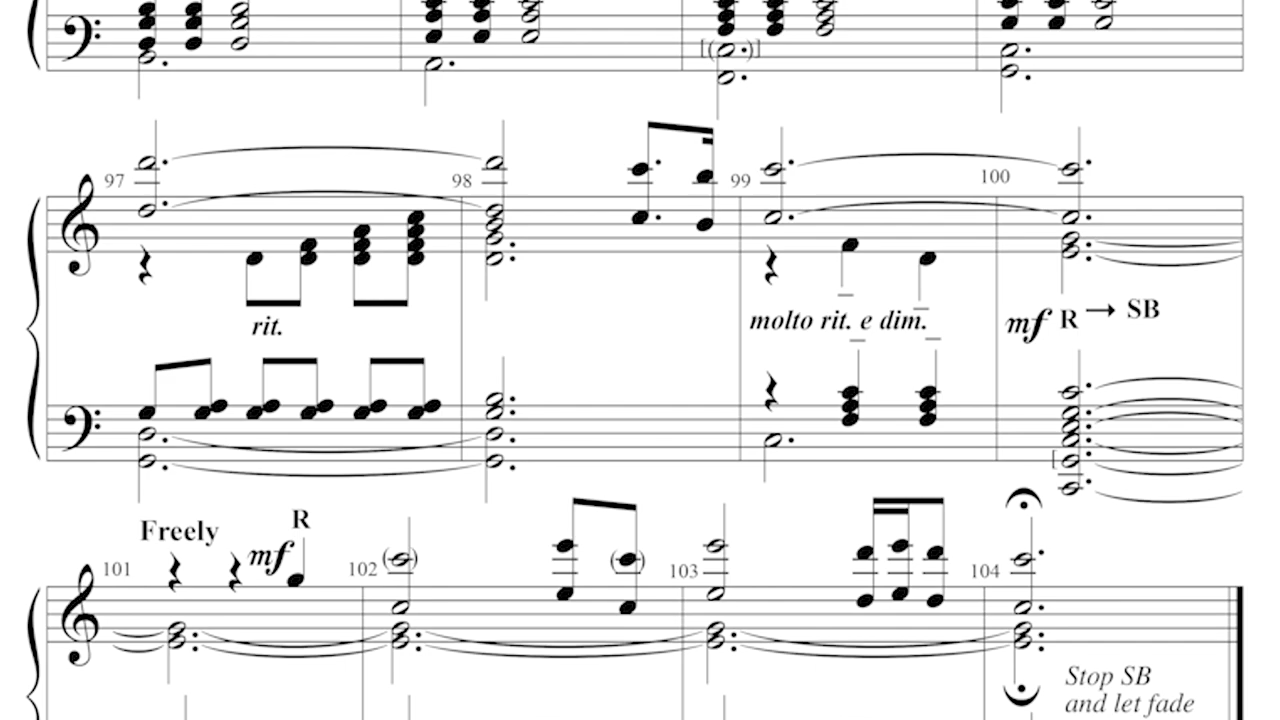 97
98
99
100
rit.
molto rit. e dim.
mf R → SB
Freely
R
mf
101
102
103
104
Stop SB
and let fade